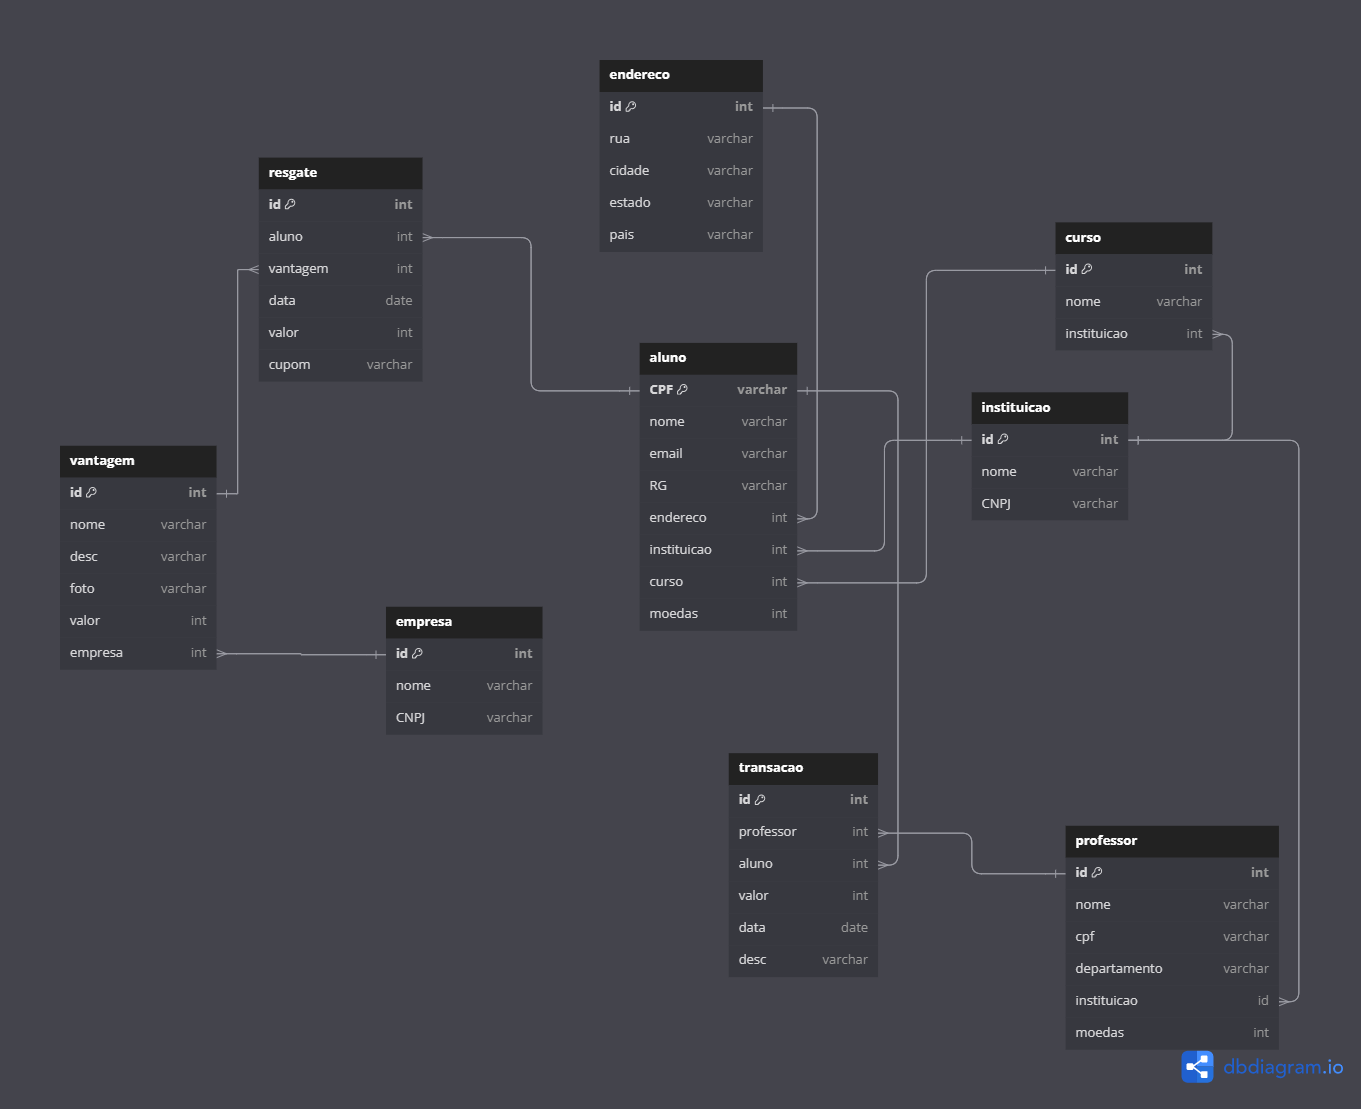 endereco
id int
rua varchar
cidade varchar
estado varchar
pais varchar
resgate
id int
aluno int
vantagem int
data date
valor int
cupom varchar
curso
id int
nome varchar
instituicao int
aluno
CPF varchar
nome varchar
email varchar
RG varchar
endereco int
instituicao int
curso int
moedas int
instituicao
id int
nome varchar
CNPJ varchar
vantagem
id int
nome varchar
desc varchar
foto varchar
valor int
empresa int
empresa
id int
nome varchar
CNPJ varchar
transacao
id int
professor int
aluno int
valor int
data date
desc varchar
professor
id int
nome varchar
cpf varchar
departamento varchar
instituicao id
moedas int
dbdiagram.io